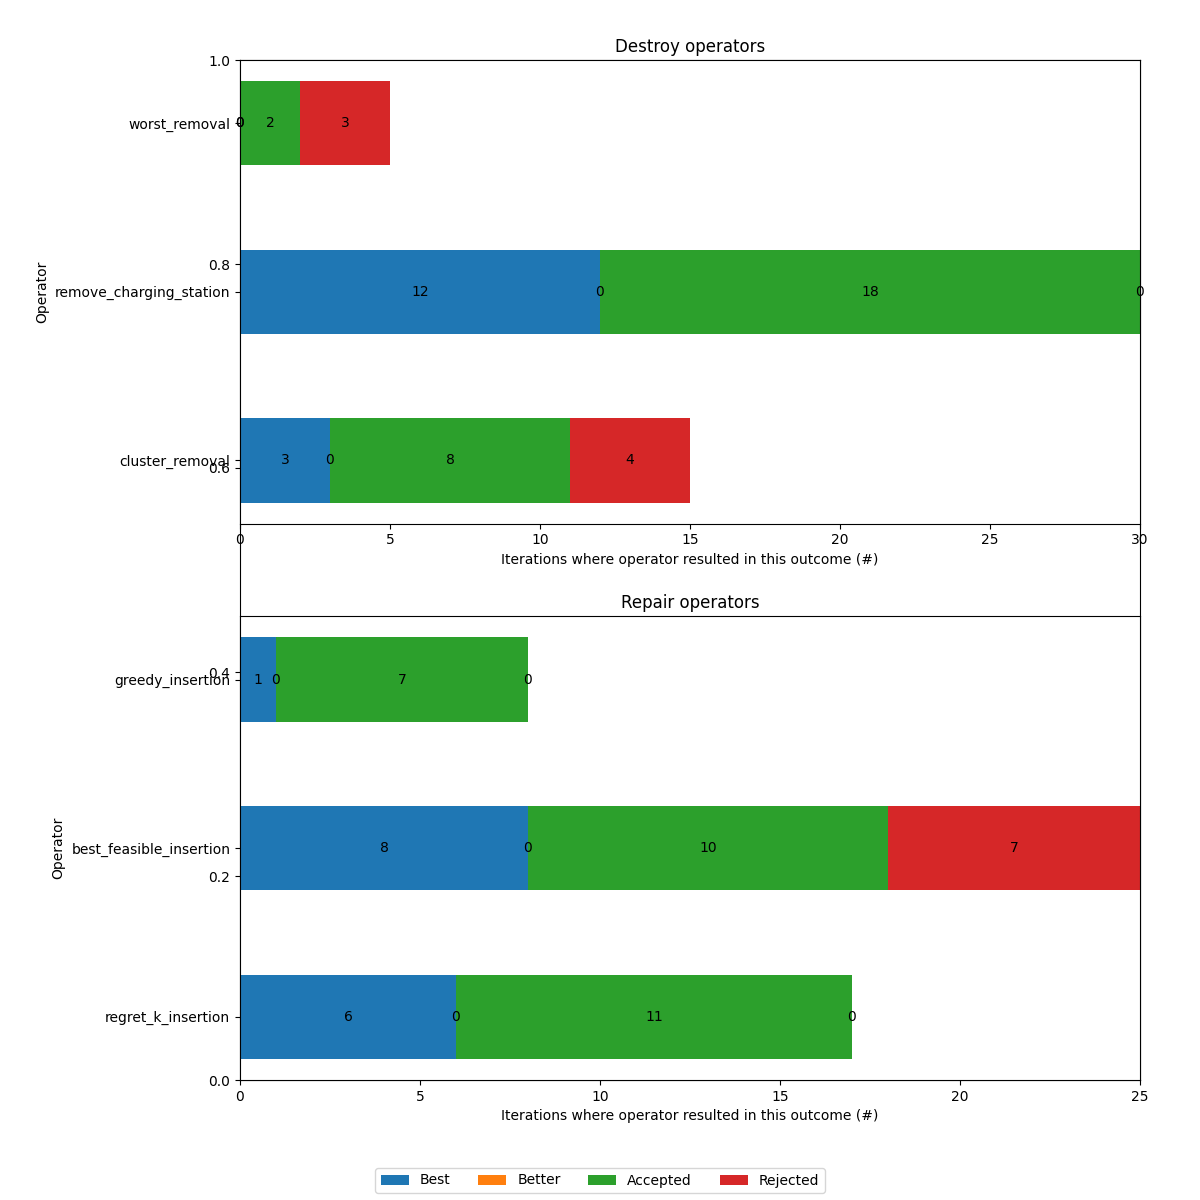 Destroy operators
1.0
worst_removal 0 0 2 3
0.8
Operator
remove_charging_station 12 0 18 0
cluster_removal 3 0 8 4
0.6
0 5 10 15 20 25 30
Iterations where operator resulted in this outcome (#)
Repair operators
0.4
greedy_insertion 1 0 7 0
Operator
best_feasible_insertion 8 0 10 7
0.2
regret_k_insertion 6 0 11 0
0.0
0 5 10 15 20 25
Iterations where operator resulted in this outcome (#)
Best Better Accepted Rejected